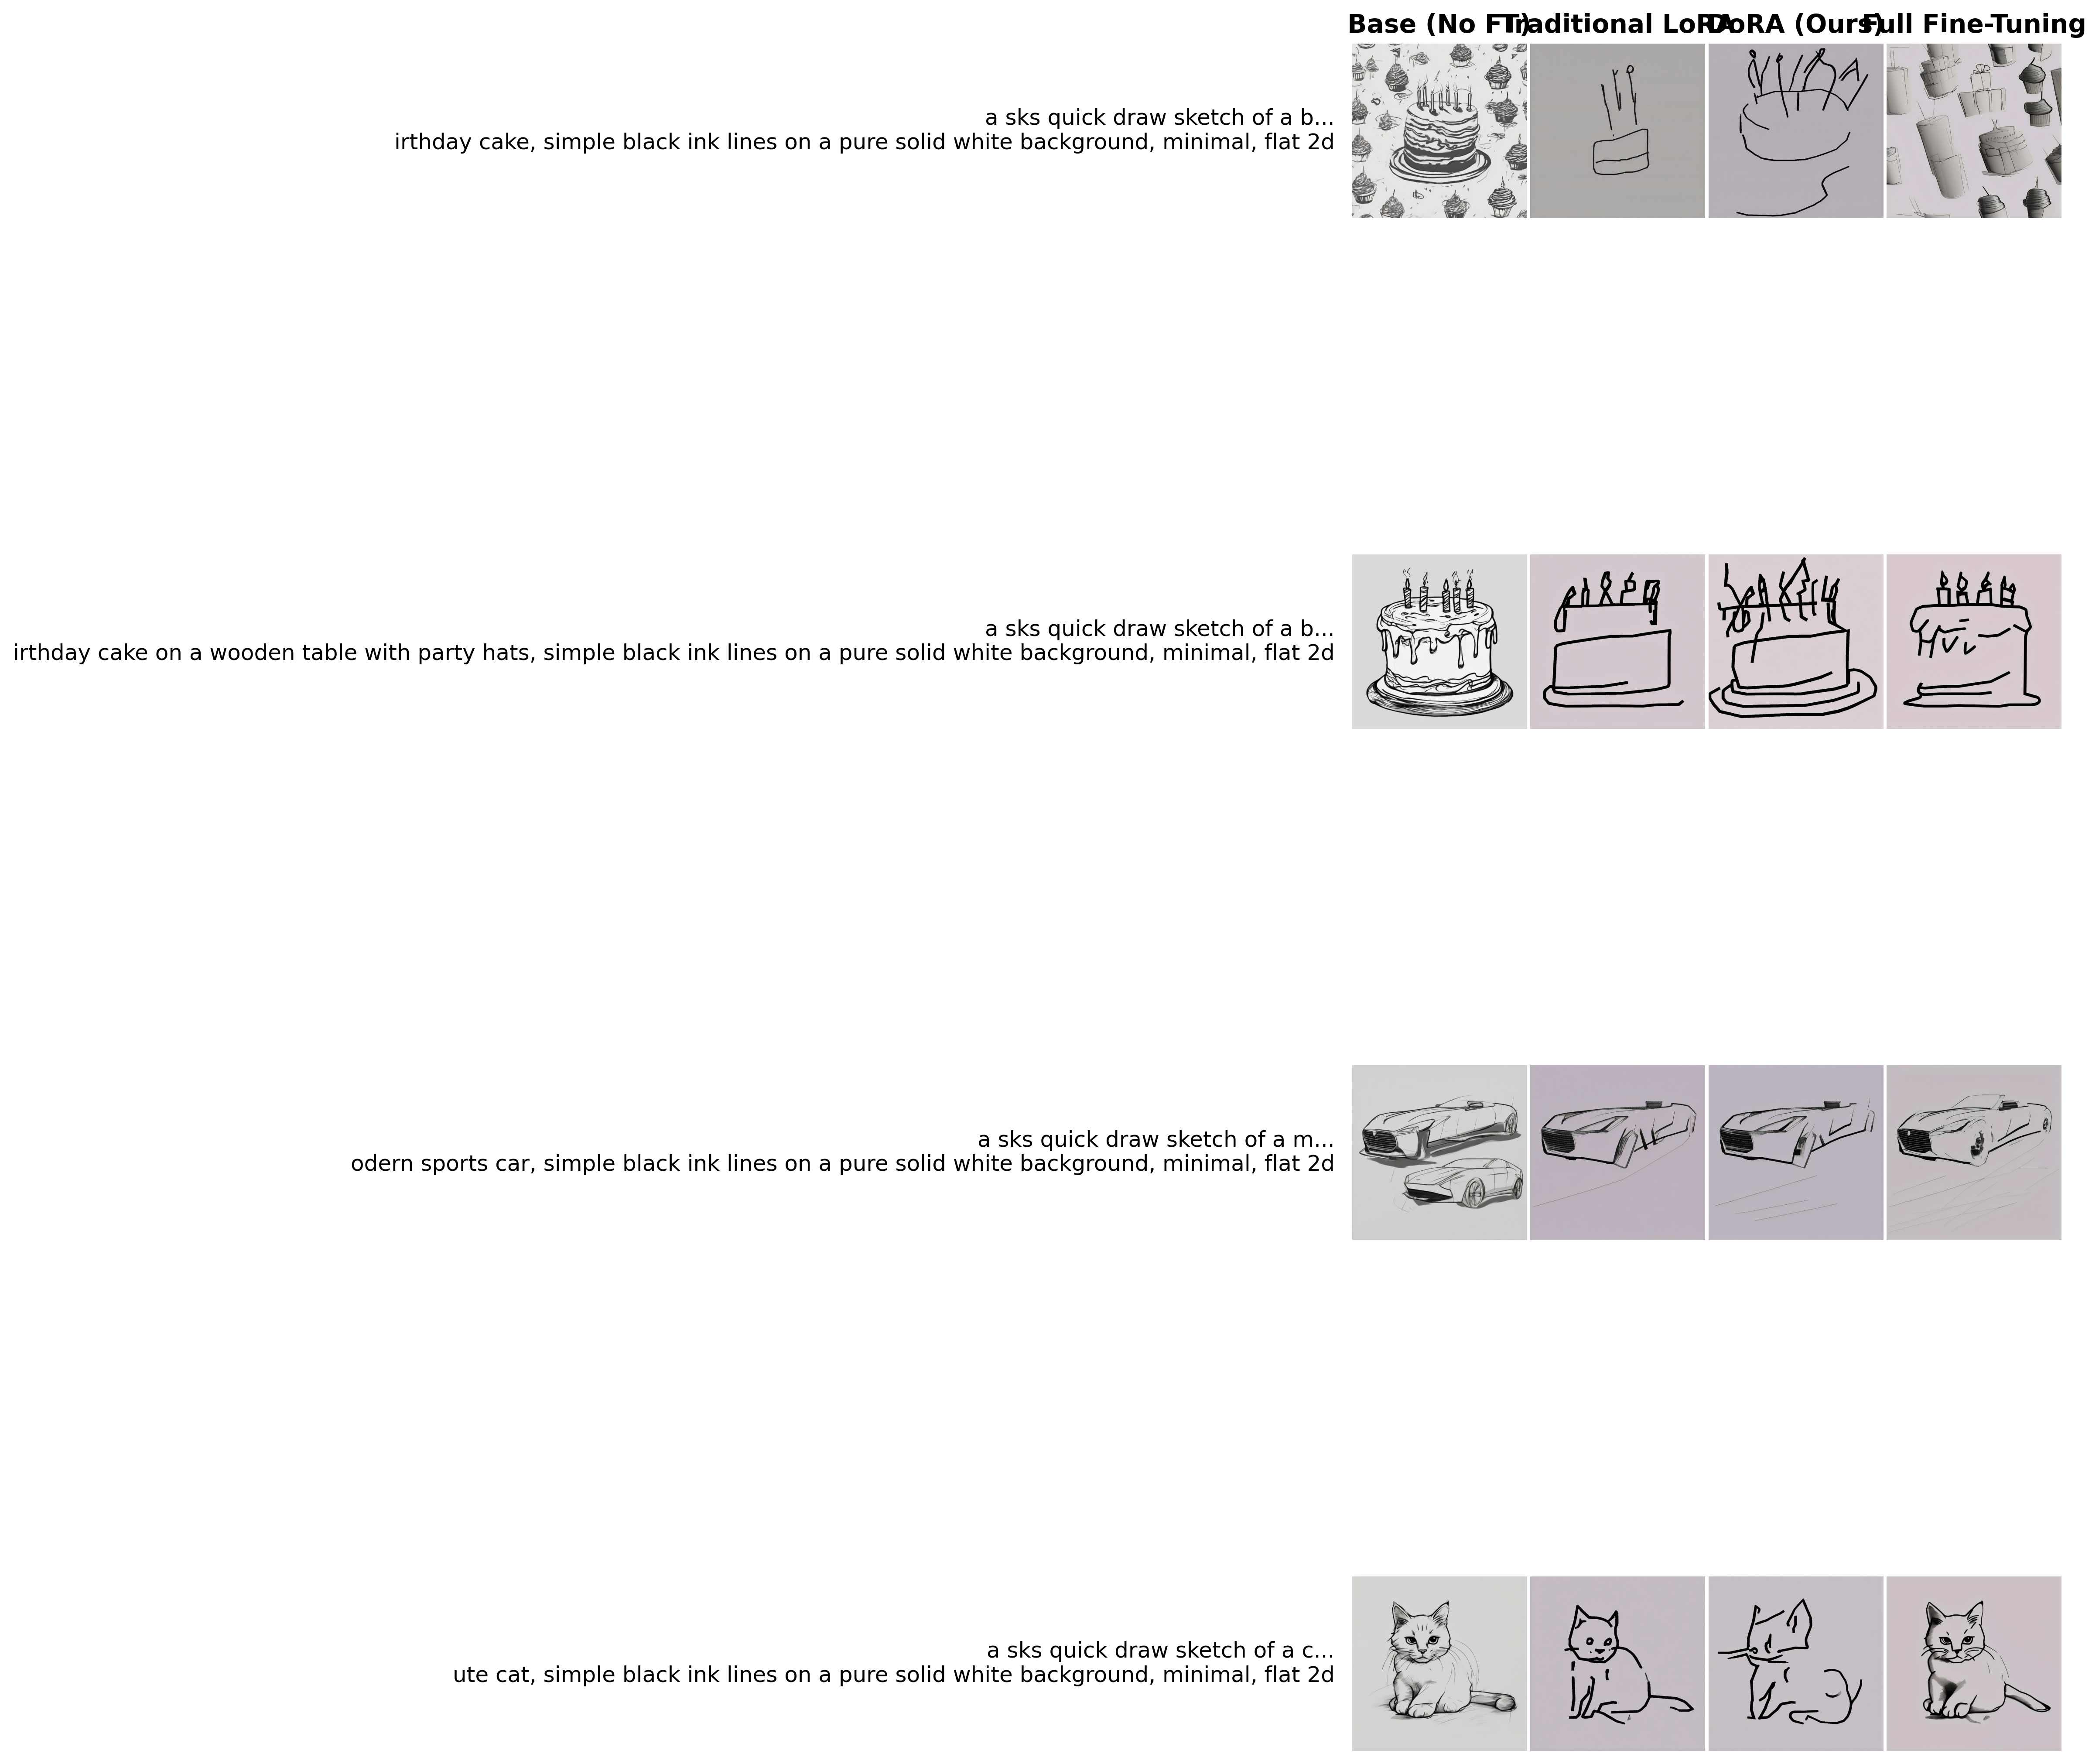 Base (No FT) Traditional LoRA DoRA (Ours) Full Fine-Tuning
a sks quick draw sketch of a b...
irthday cake, simple black ink lines on a pure solid white background, minimal, flat 2d
a sks quick draw sketch of a b...
irthday cake on a wooden table with party hats, simple black ink lines on a pure solid white background, minimal, flat 2d
a sks quick draw sketch of a m...
odern sports car, simple black ink lines on a pure solid white background, minimal, flat 2d
a sks quick draw sketch of a c...
ute cat, simple black ink lines on a pure solid white background, minimal, flat 2d